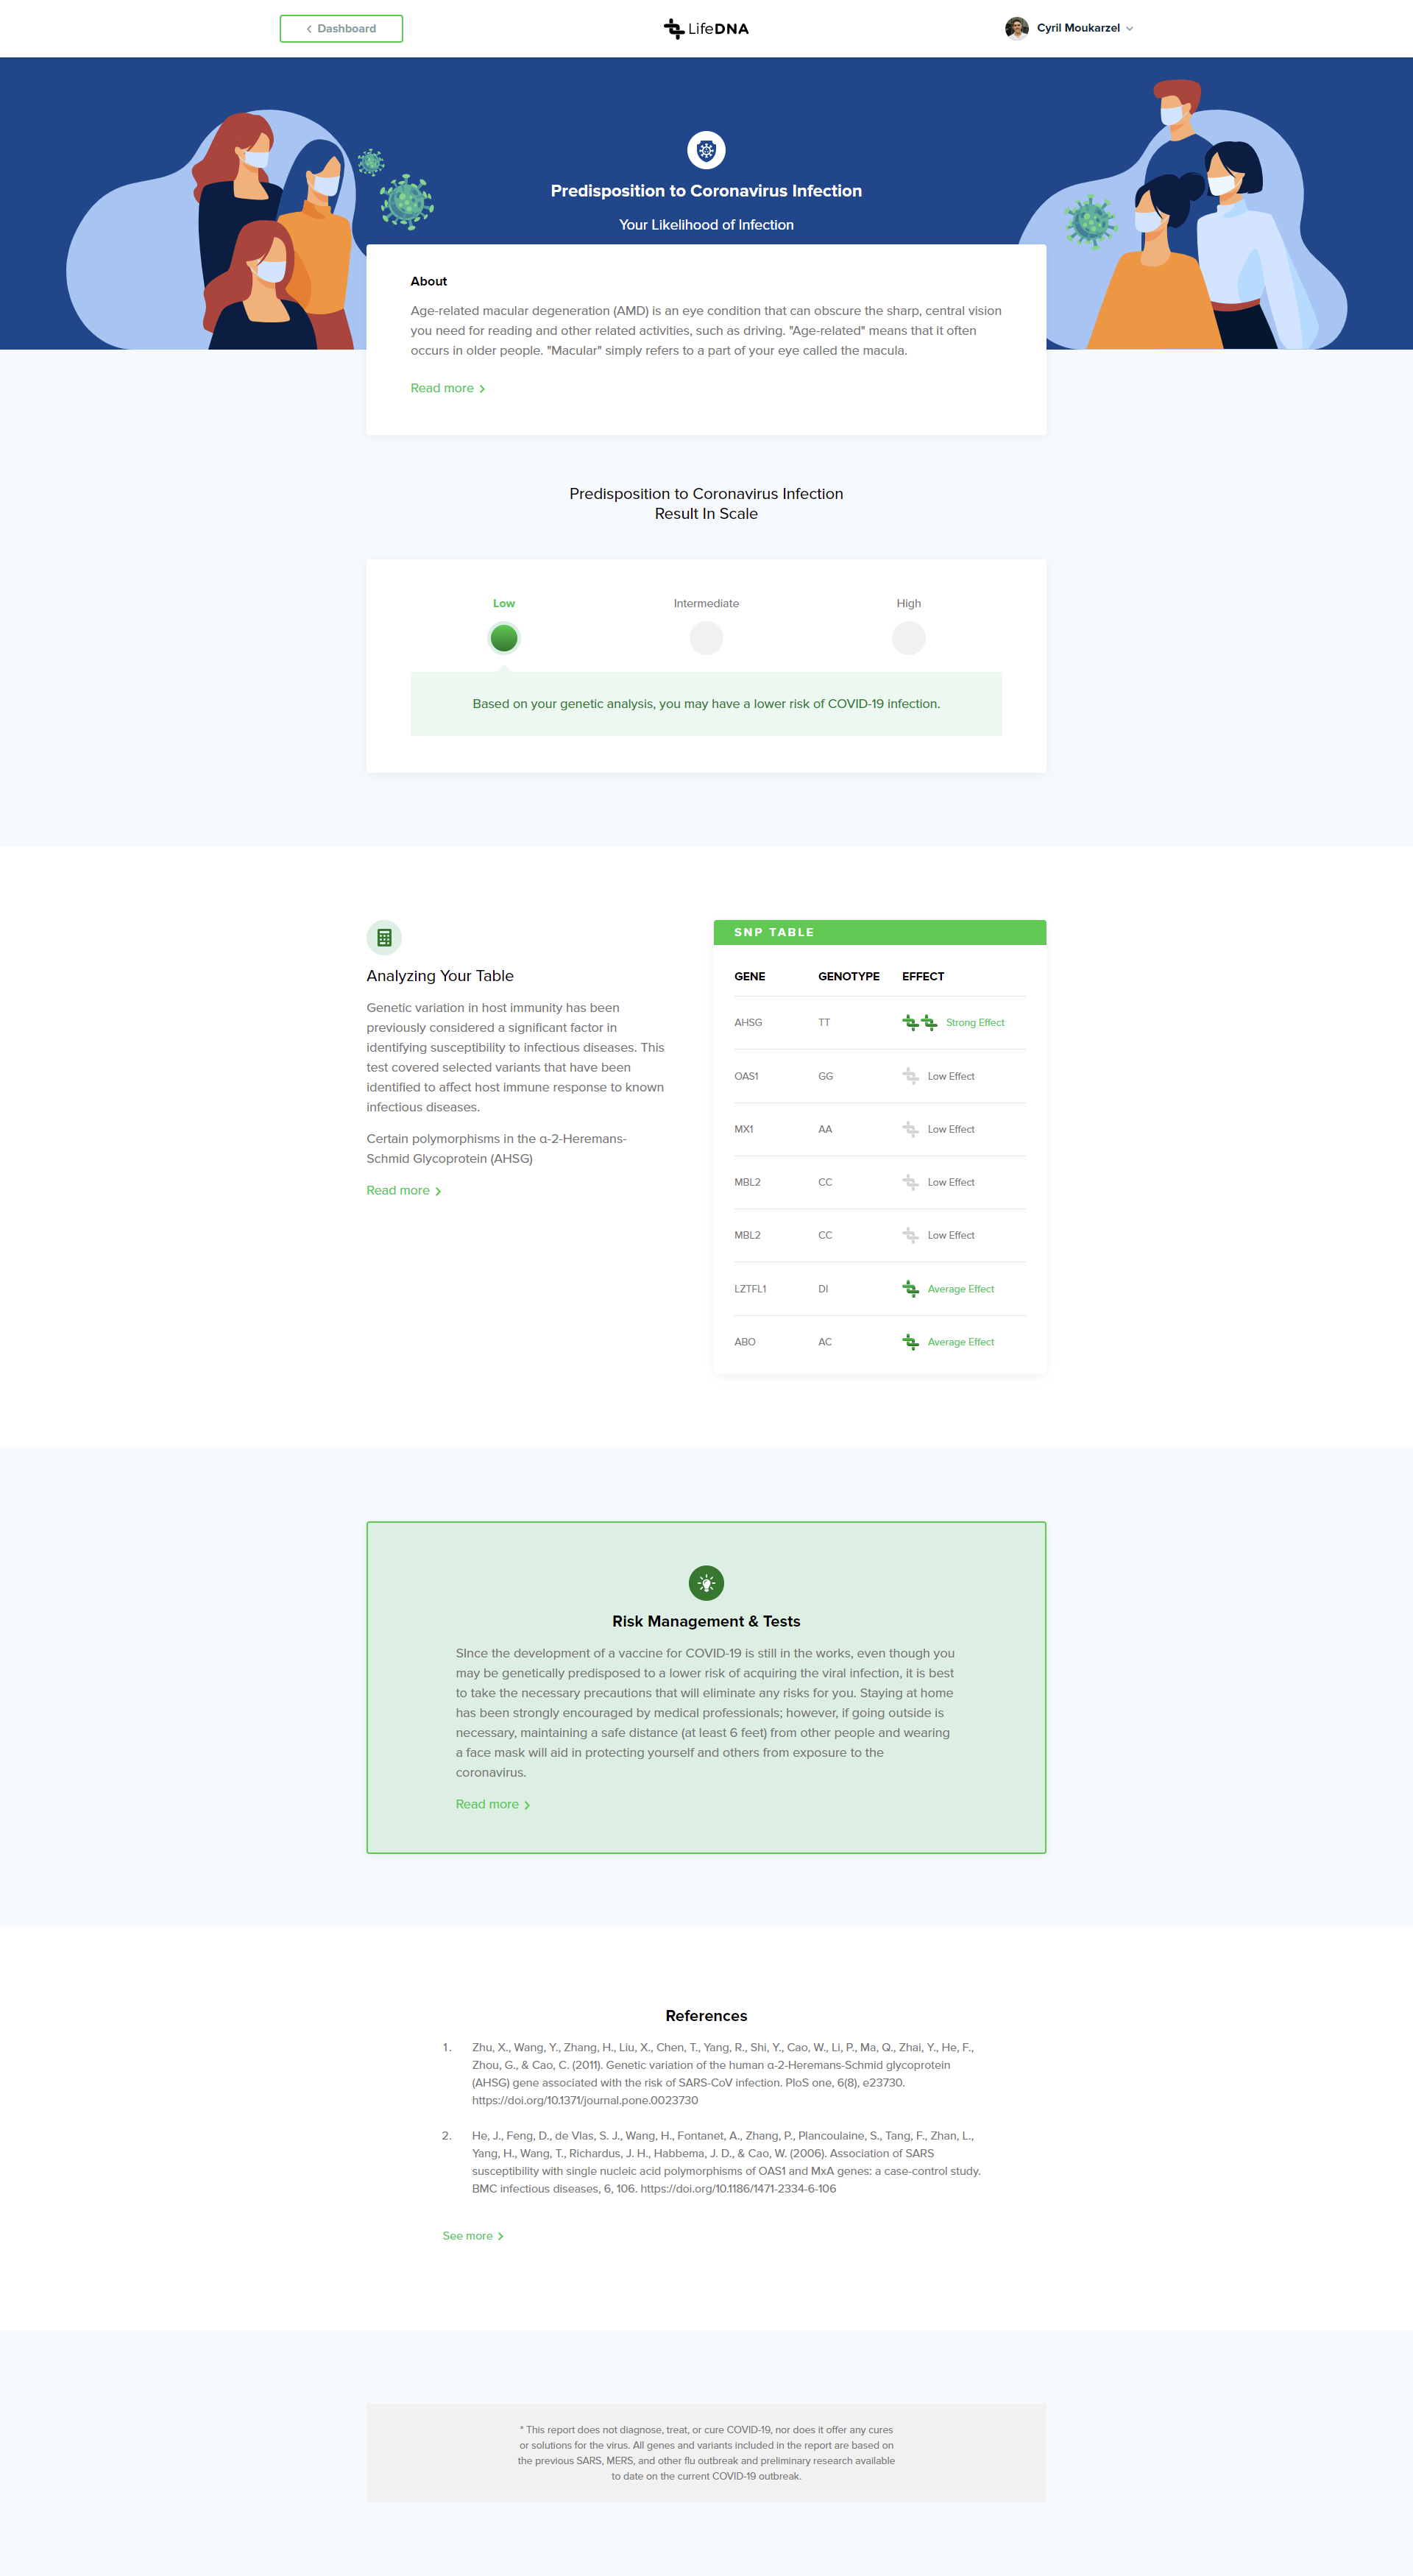 Dashboard
LifeDNA
Cyril Moukarzel
Predisposition to Coronavirus Infection
Your Likelihood of Infection
About
Age-related macular degeneration (AMD) is an eye condition that can obscure the sharp, central vision
you need for reading and other related activities, such as driving. "Age-related" means that it often
occurs in older people. "Macular" simply refers to a part of your eye called the macula.
Read more
Predisposition to Coronavirus Infection
Result In Scale
Low
Intermediate
High
Based on your genetic analysis, you may have a lower risk of COVID-19 infection.
Analyzing Your Table
Genetic variation in host immunity has been
previously considered a significant factor in
identifying susceptibility to infectious diseases. This
test covered selected variants that have been
identified to affect host immune response to known
infectious diseases.
Certain polymorphisms in the α-2-Heremans-
Schmid Glycoprotein (AHSG)
Read more
SNP TABLE
GENE GENOTYPE EFFECT
AHSG TT Strong Effect
OAS1 GG Low Effect
MX1 AA Low Effect
MBL2 CC Low Effect
MBL2 CC Low Effect
LZTFL1 DI Average Effect
ABO AC Average Effect
Risk Management & Tests
SInce the development of a vaccine for COVID-19 is still in the works, even though you
may be genetically predisposed to a lower risk of acquiring the viral infection, it is best
to take the necessary precautions that will eliminate any risks for you. Staying at home
has been strongly encouraged by medical professionals; however, if going outside is
necessary, maintaining a safe distance (at least 6 feet) from other people and wearing
a face mask will aid in protecting yourself and others from exposure to the
coronavirus.
Read more
References
1. Zhu, X., Wang, Y., Zhang, H., Liu, X., Chen, T., Yang, R., Shi, Y., Cao, W., Li, P., Ma, Q., Zhai, Y., He, F.,
Zhou, G., & Cao, C. (2011). Genetic variation of the human α-2-Heremans-Schmid glycoprotein
(AHSG) gene associated with the risk of SARS-CoV infection. PloS one, 6(8), e23730.
https://doi.org/10.1371/journal.pone.0023730
2. He, J., Feng, D., de Vlas, S. J., Wang, H., Fontanet, A., Zhang, P., Plancoulaine, S., Tang, F., Zhan, L.,
Yang, H., Wang, T., Richardus, J. H., Habbema, J. D., & Cao, W. (2006). Association of SARS
susceptibility with single nucleic acid polymorphisms of OAS1 and MxA genes: a case-control study.
BMC infectious diseases, 6, 106. https://doi.org/10.1186/1471-2334-6-106
See more
* This report does not diagnose, treat, or cure COVID-19, nor does it offer any cures
or solutions for the virus. All genes and variants included in the report are based on
the previous SARS, MERS, and other flu outbreak and preliminary research available
to date on the current COVID-19 outbreak.